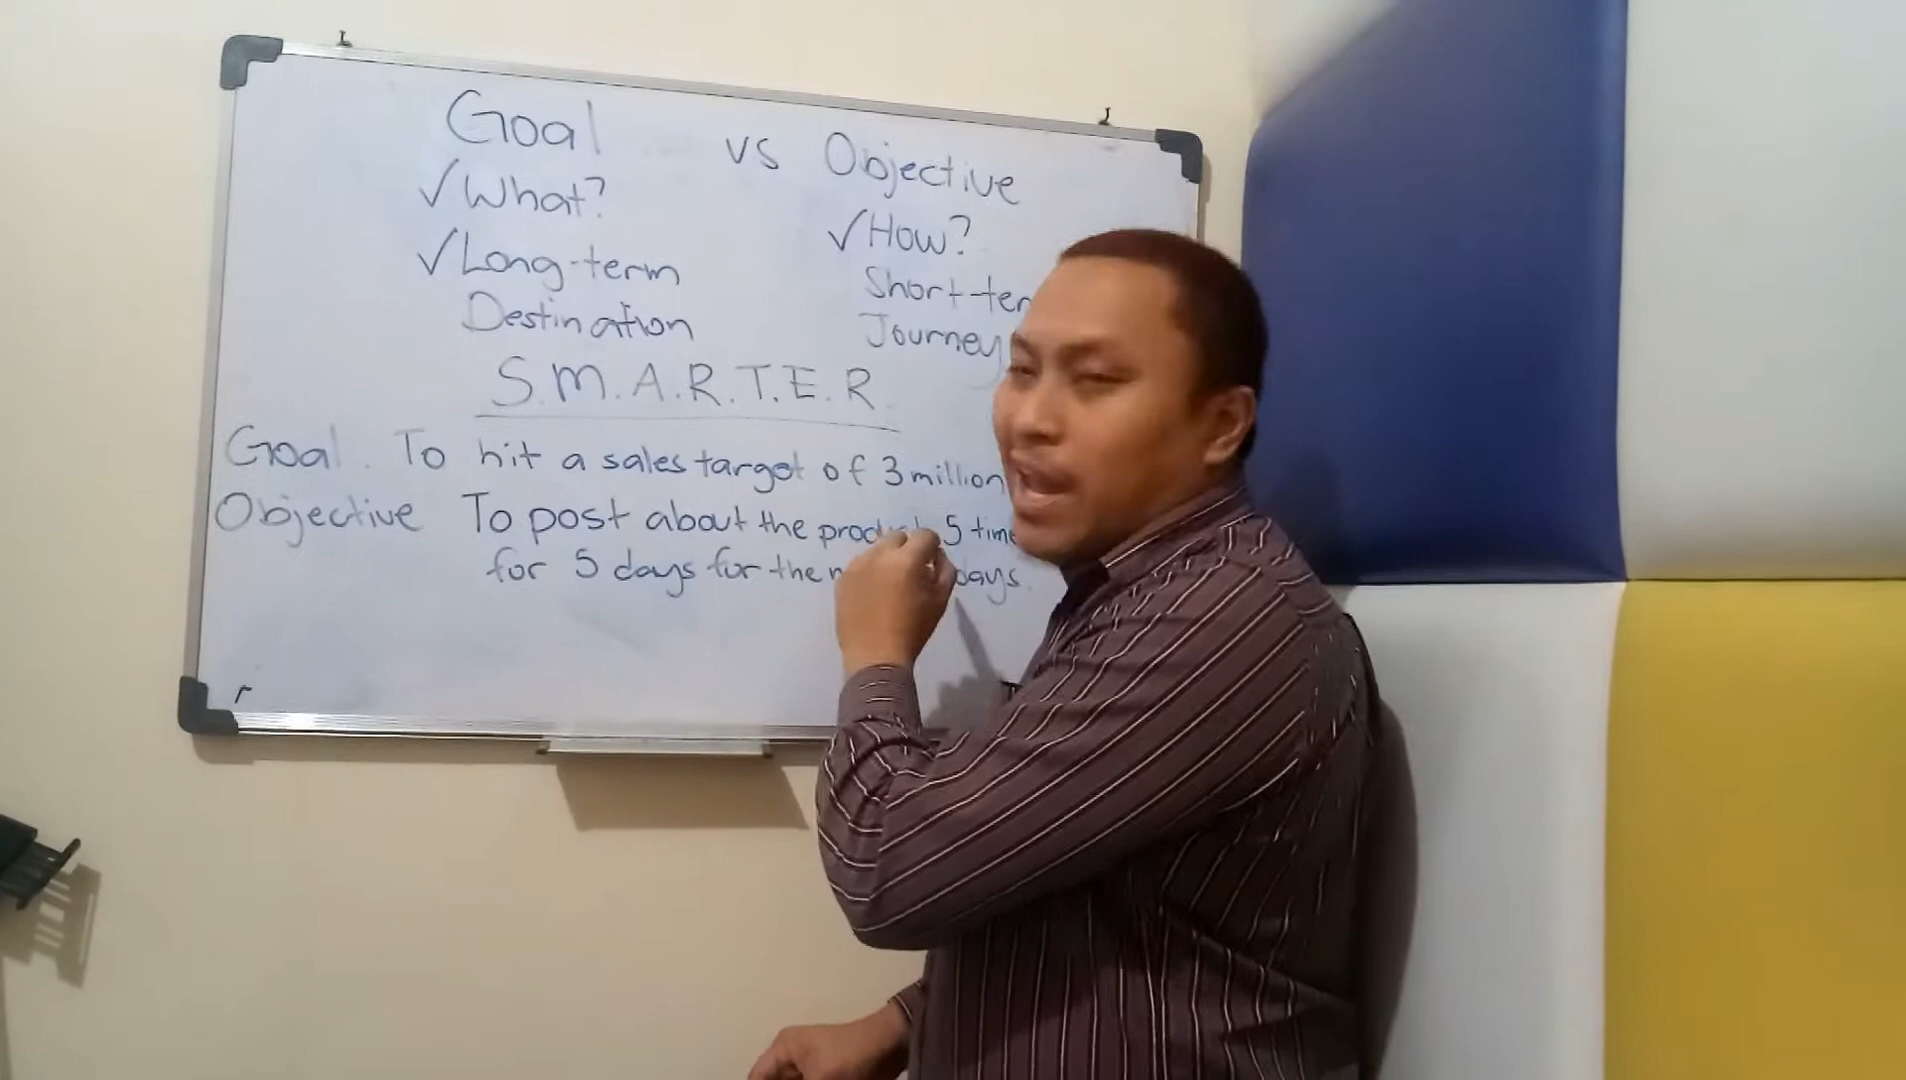 Goal vs Objective
✓What? ✓How?
✓Long-term Short-ter
Destination Journey
S.M.A.R.T.E.R.
Goal. To hit a sales target of 3 million
Objective To post about the 5 time
for 5 days for the days.